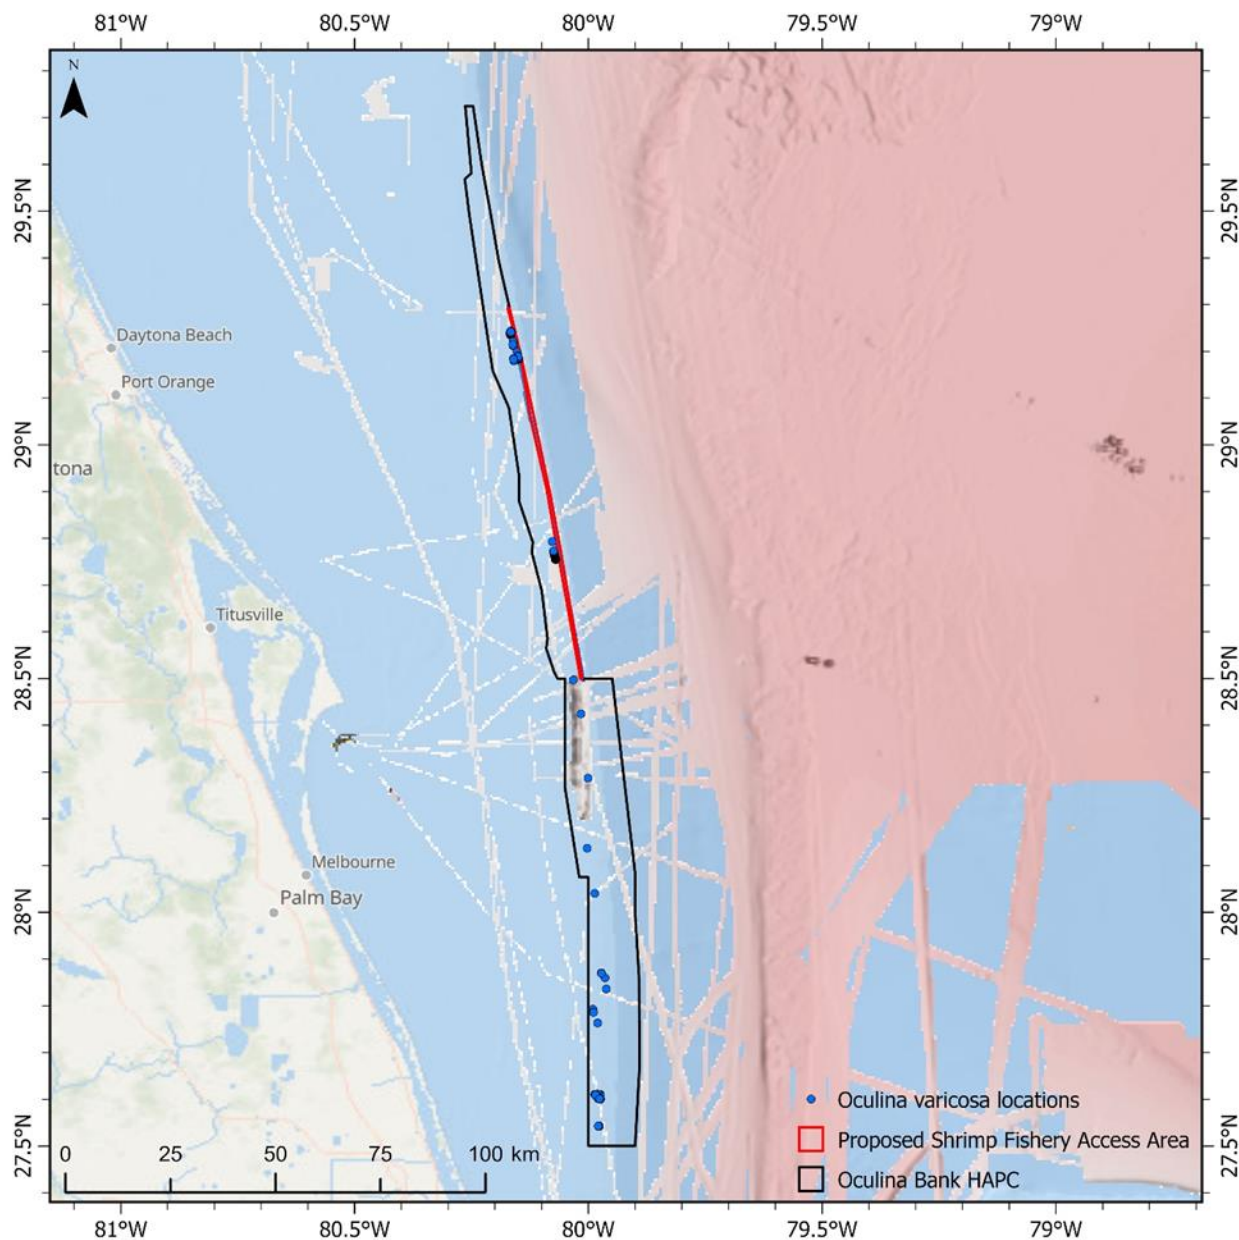 81°W 80.5°W 80°W 79.5°W 79°W
N
29.5°N 29.5°N
Daytona Beach
Port Orange
29°N 29°N
tona
Titusville
28.5°N 28.5°N
Melbourne
Palm Bay
28°N 28°N
Oculina varicosa locations
Proposed Shrimp Fishery Access Area
Oculina Bank HAPC
27.5°N 27.5°N
0 25 50 75 100 km
81°W 80.5°W 80°W 79.5°W 79°W